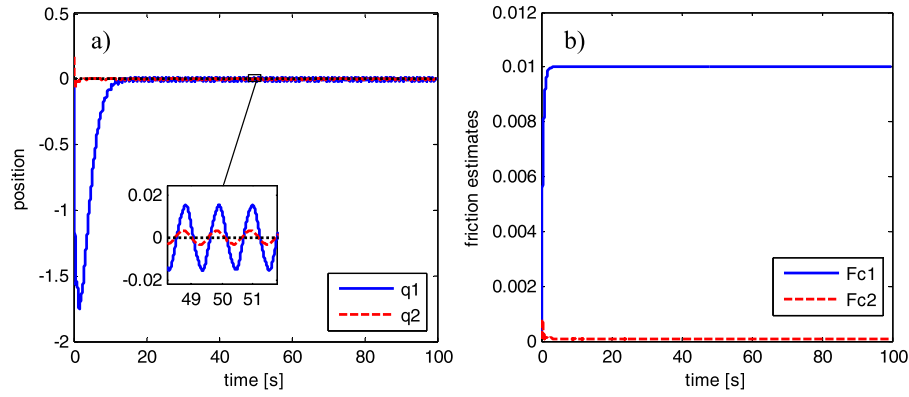 a)
0.5
0
-0.5
-1
-1.5
-2
position
0.02
0
-0.02
49 50 51
q1
q2
0 20 40 60 80 100
time [s]
b)
0.012
0.01
0.008
0.006
0.004
0.002
0
friction estimates
Fc1
Fc2
0 20 40 60 80 100
time [s]